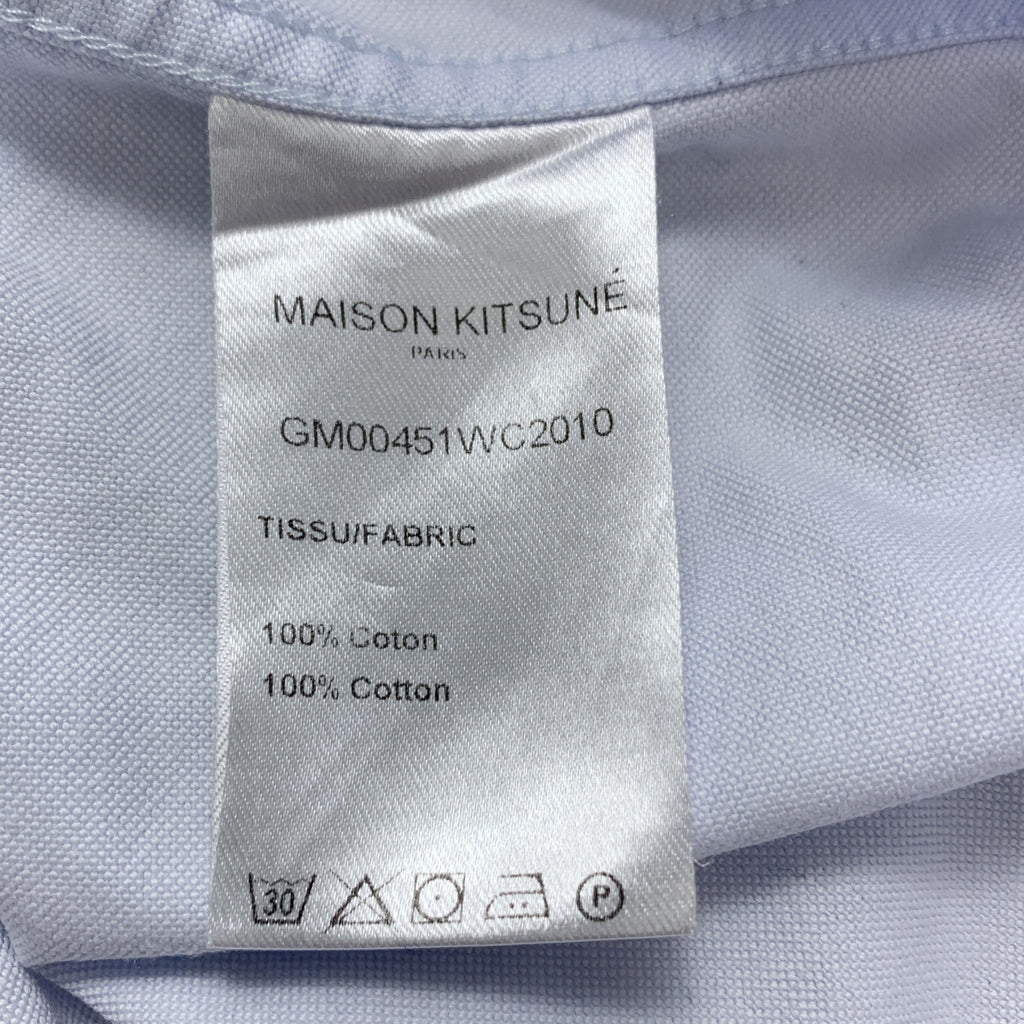 MAISON KITSUNÉ
PARIS
GM00451WC2010
TISSU/FABRIC
100% Coton
100% Cotton
30
P